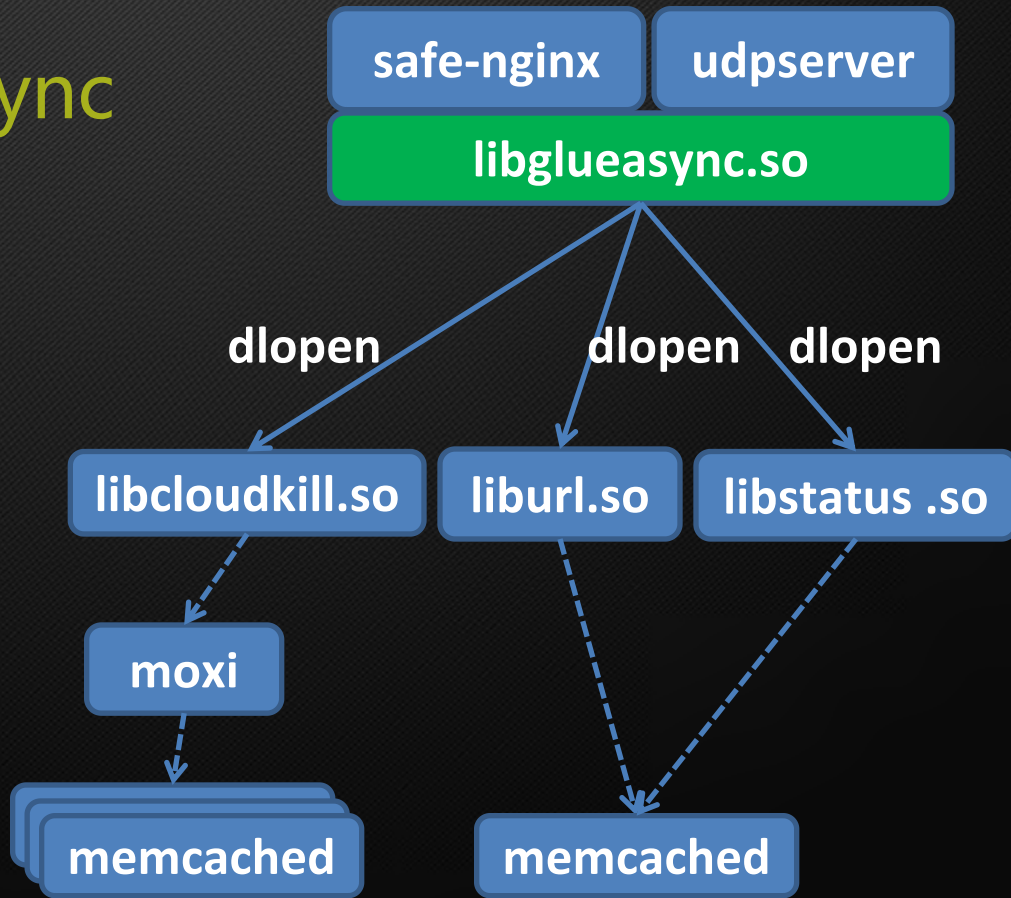 ync
safe-nginx
udpserver
libglueasync.so
dlopen
dlopen
dlopen
libcloudkill.so
liburl.so
libstatus .so
moxi
memcached
memcached